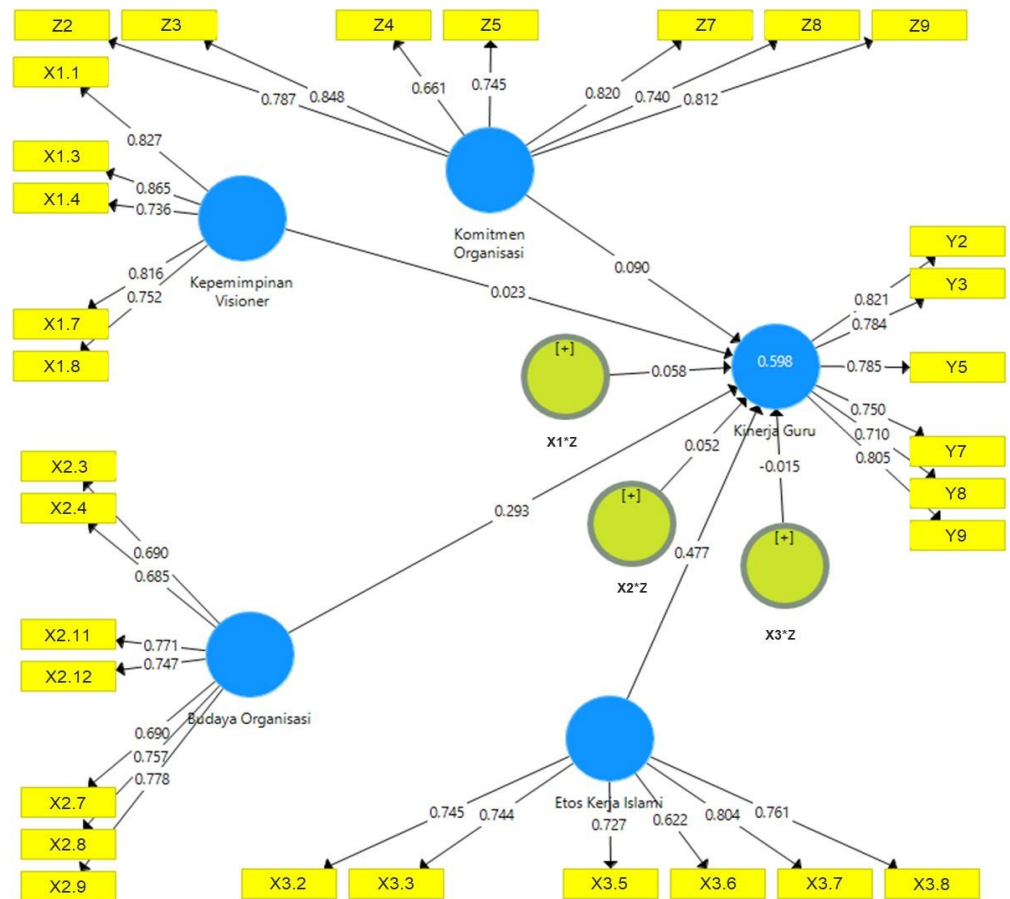 Z2
Z3
Z4
Z5
Z7
Z8
Z9
X1.1
0.787
0.848
0.661
0.745
0.820
0.740
0.812
0.827
X1.3
0.865
X1.4
0.736
Komitmen
Organisasi
Kepemimpinan
Visioner
0.816
0.752
X1.7
X1.8
0.023
0.090
Y2
Y3
0.821
0.784
[+]
0.058
X1*Z
0.598
Kinerja Guru
0.785
Y5
0.750
0.710
0.805
Y7
Y8
Y9
X2.3
X2.4
0.690
0.685
0.293
0.052
-0.015
[+]
X2*Z
0.477
[+]
X3*Z
X2.11
0.771
X2.12
0.747
Budaya Organisasi
0.690
0.757
0.778
X2.7
X2.8
X2.9
Etos Kerja Islami
0.745
0.744
0.727
0.622
0.804
0.761
X3.2
X3.3
X3.5
X3.6
X3.7
X3.8